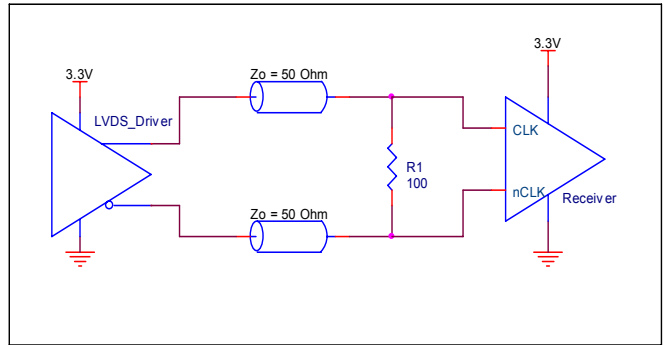 3.3V
LVDS_Driver
Zo = 50 Ohm
Zo = 50 Ohm
R1
100
3.3V
CLK
nCLK
Receiver